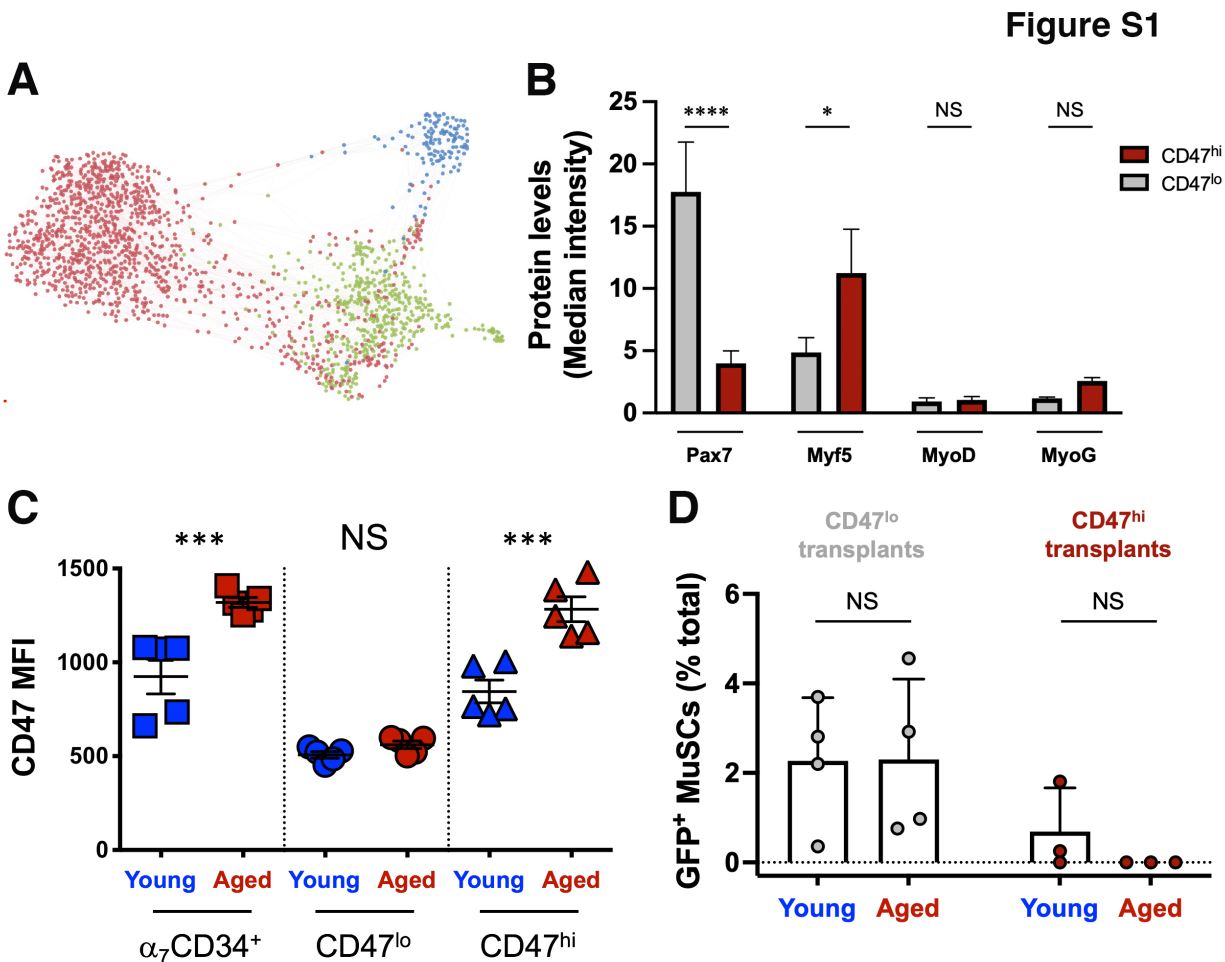 Figure S1
A
B
25
20
15
10
5
0
Protein levels
(Median intensity)
****
*
NS
NS
CD47hi
CD47lo
Pax7
Myf5
MyoD
MyoG
C
***
NS
***
1500
1000
500
0
CD47 MFI
Young
Aged
Young
Aged
Young
Aged
α7CD34+
CD47lo
CD47hi
D
CD47lo
transplants
CD47hi
transplants
6
4
2
0
GFP+ MuSCs (% total)
NS
NS
Young
Aged
Young
Aged